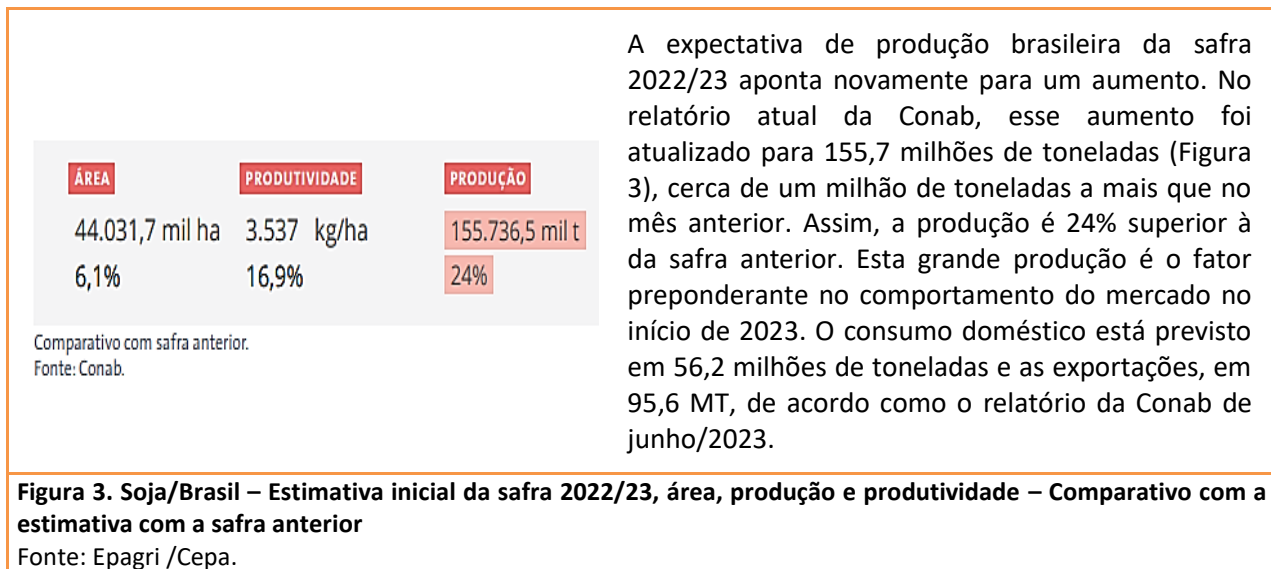 ÁREA PRODUTIVIDADE PRODUÇÃO
44.031,7 mil ha 3.537 kg/ha 155.736,5 mil t
6,1% 16,9% 24%
Comparativo com safra anterior.
Fonte: Conab.
A expectativa de produção brasileira da safra
2022/23 aponta novamente para um aumento. No
relatório atual da Conab, esse aumento foi
atualizado para 155,7 milhões de toneladas (Figura
3), cerca de um milhão de toneladas a mais que no
mês anterior. Assim, a produção é 24% superior à
da safra anterior. Esta grande produção é o fator
preponderante no comportamento do mercado no
início de 2023. O consumo doméstico está previsto
em 56,2 milhões de toneladas e as exportações, em
95,6 MT, de acordo como o relatório da Conab de
junho/2023.
Figura 3. Soja/Brasil – Estimativa inicial da safra 2022/23, área, produção e produtividade – Comparativo com a
estimativa com a safra anterior
Fonte: Epagri /Cepa.